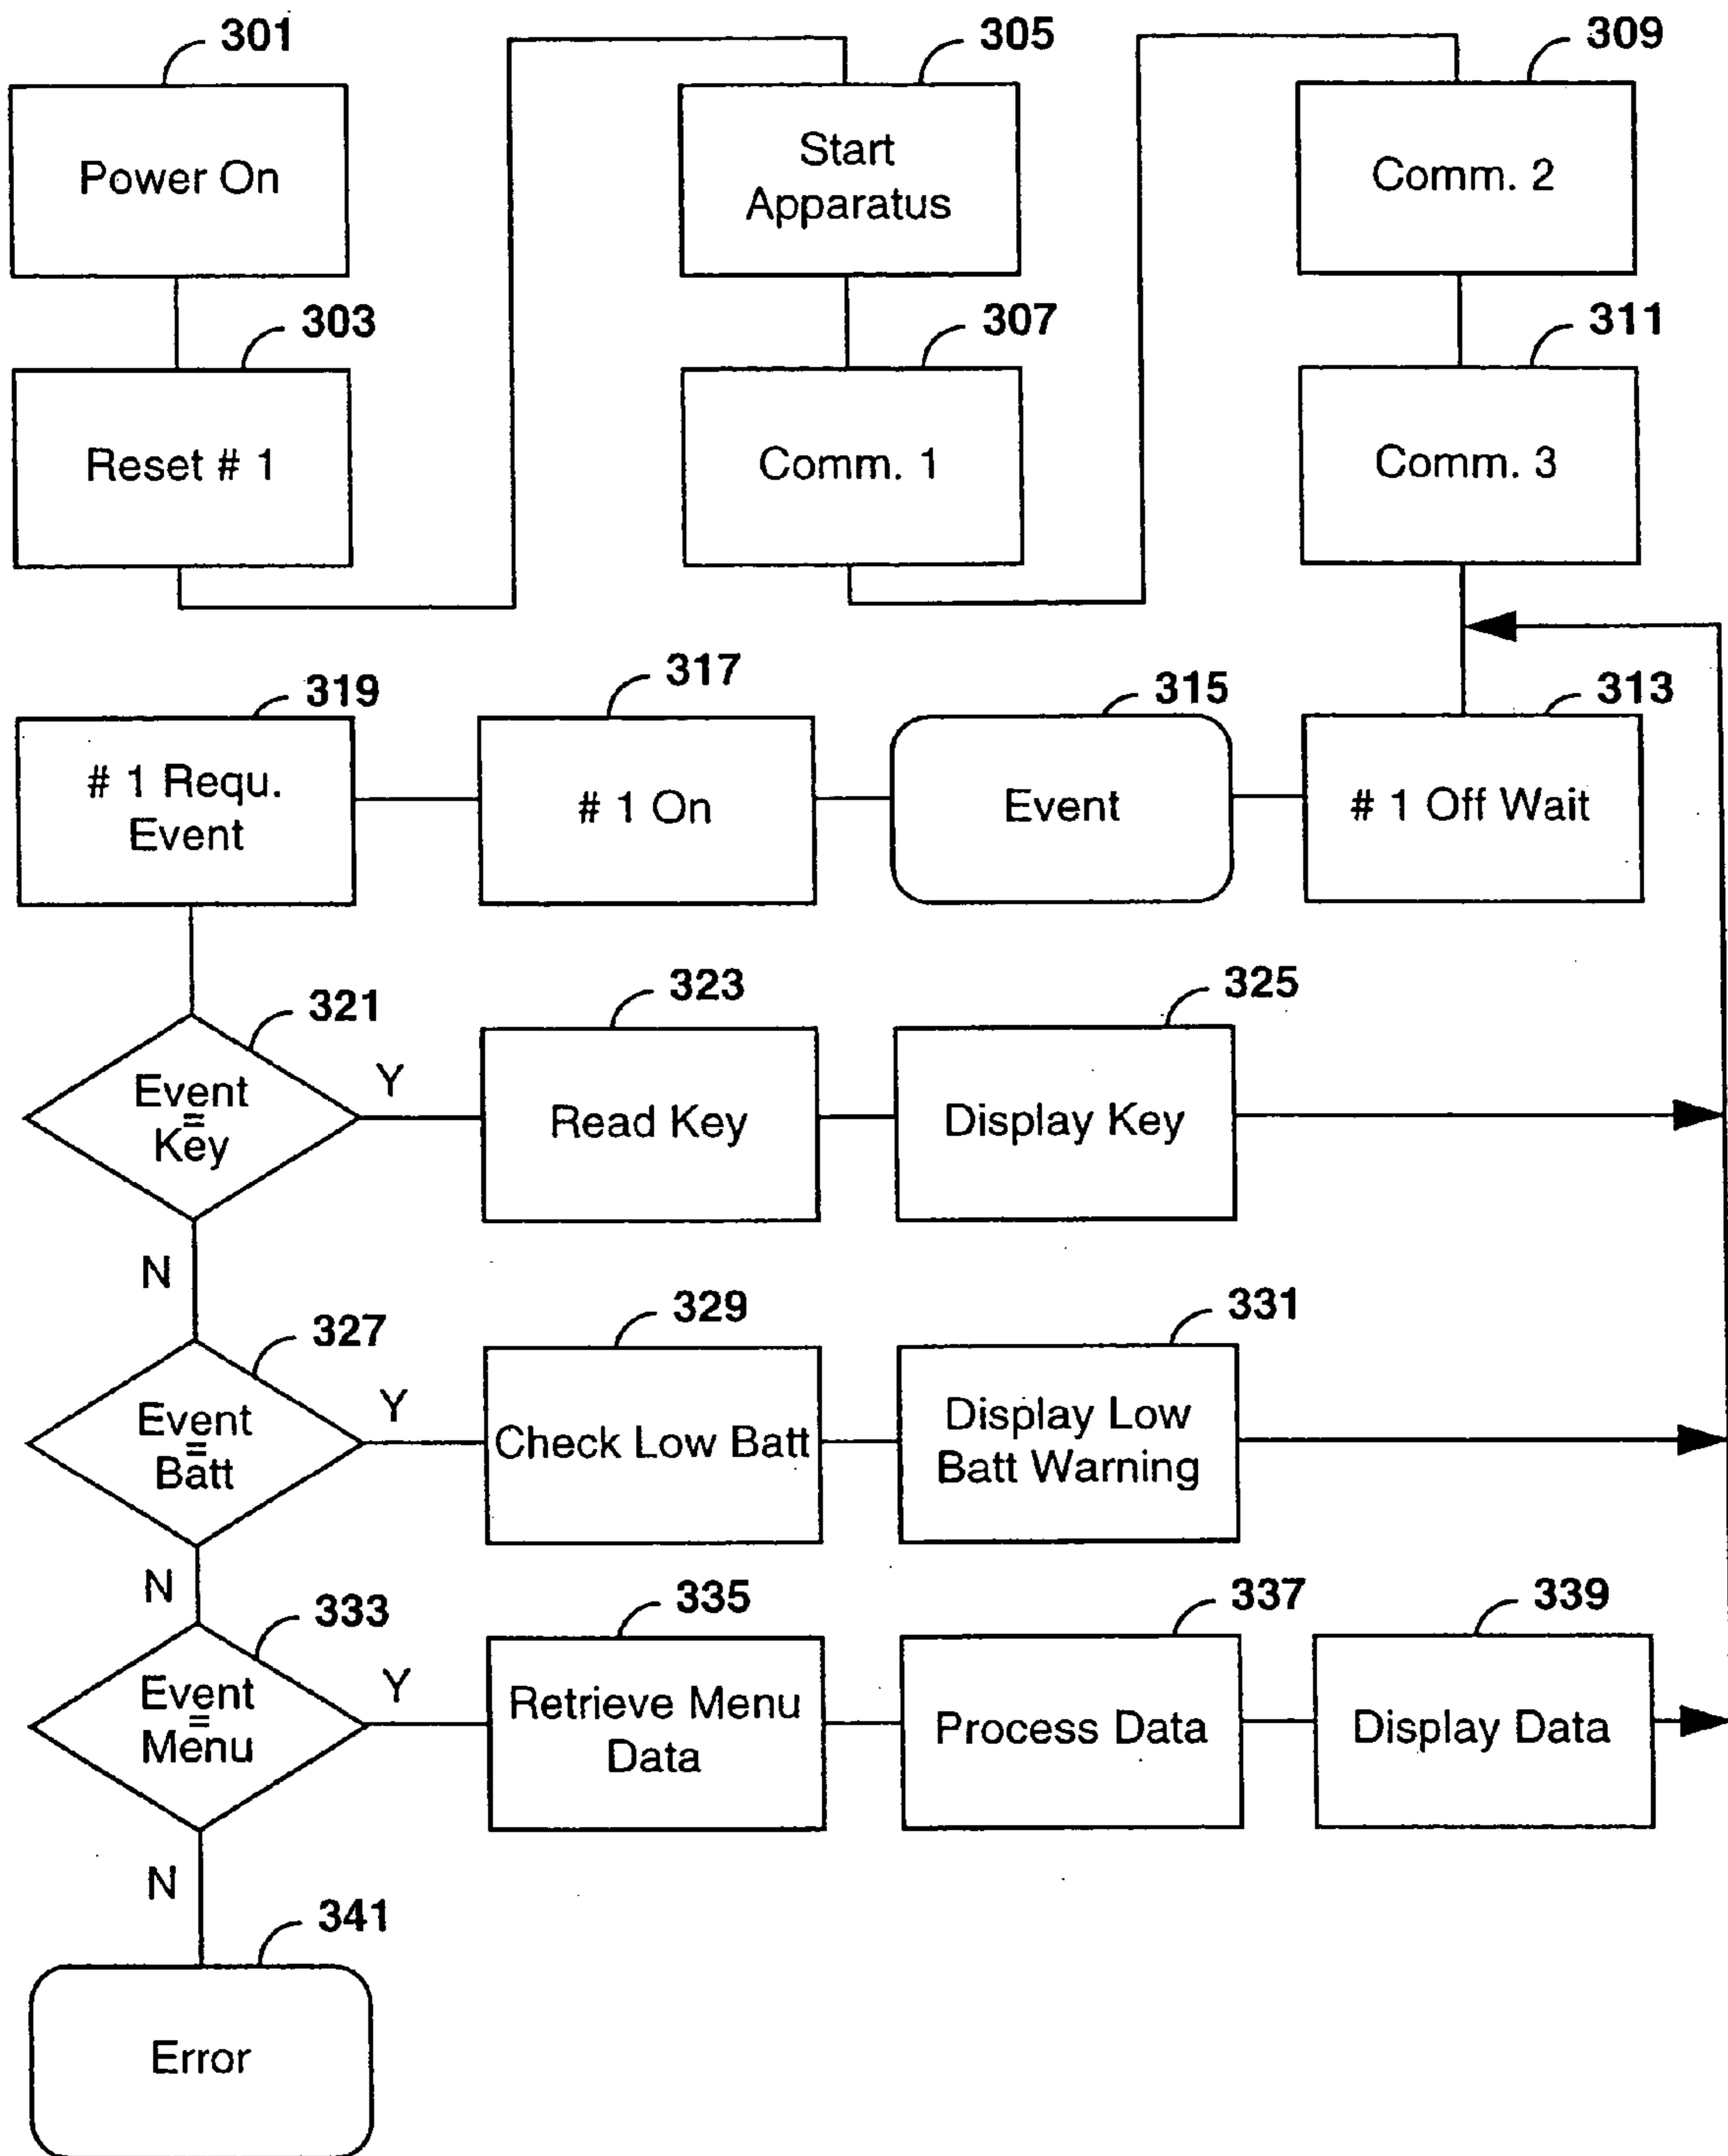 301
Power On
303
Reset # 1
305
Start
Apparatus
307
Comm. 1
309
Comm. 2
311
Comm. 3
313
# 1 Off Wait
315
Event
317
# 1 On
319
# 1 Requ.
Event
321
Event
=
Key
Y
N
323
Read Key
325
Display Key
327
Event
=
Batt
Y
N
329
Check Low Batt
331
Display Low
Batt Warning
333
Event
=
Menu
Y
N
335
Retrieve Menu
Data
337
Process Data
339
Display Data
341
Error